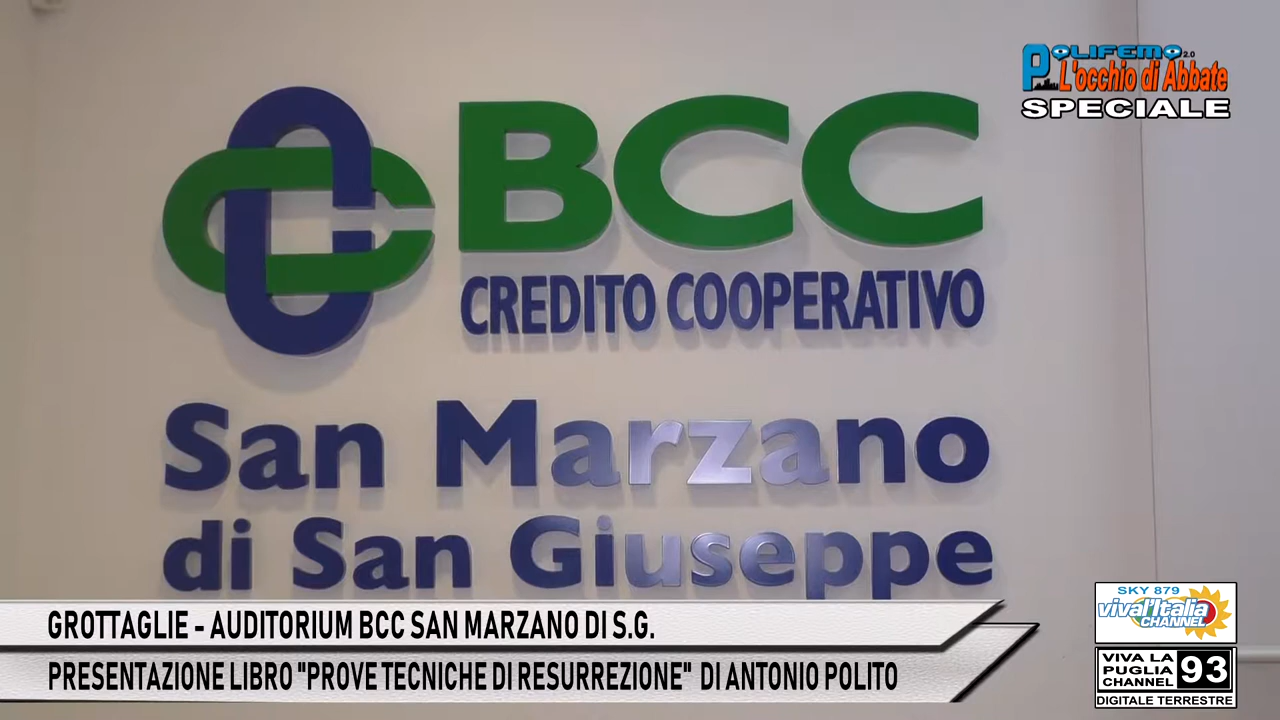 POLIFEMO 2.0
L'occhio di Abbate
SPECIALE
BCC
CREDITO COOPERATIVO
San Marzano
di San Giuseppe
GROTTAGLIE - AUDITORIUM BCC SAN MARZANO DI S.G.
PRESENTAZIONE LIBRO "PROVE TECNCHE DI RESURREZIONE" DI ANTONIO POLITO
SKY 879
viva l'Italia
CHANNEL
VIVA LA
PUGLIA
CHANNEL
93
DIGITALE TERRESTRE